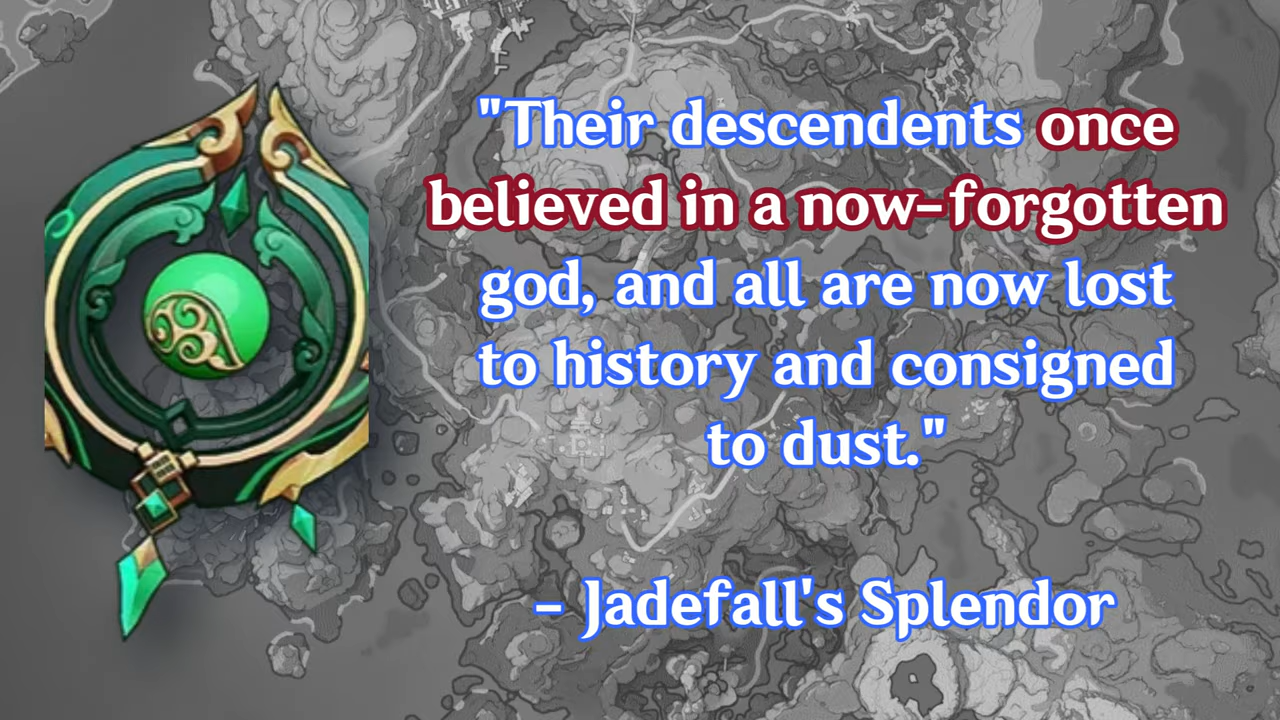 "Their descendents once
believed in a now-forgotten
god, and all are now lost
to history and consigned
to dust."
- Jadefall's Splendor